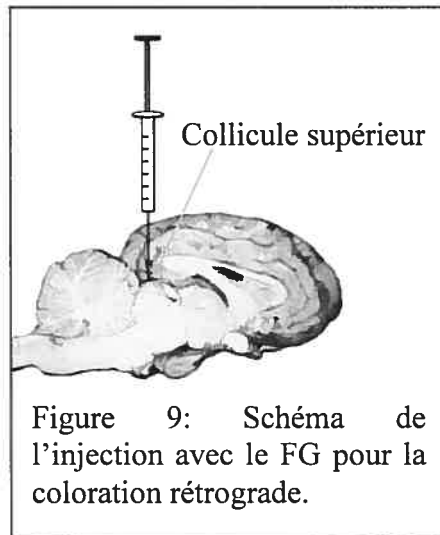 Collicule supérieur
Figure 9: Schéma de
l'injection avec le FG pour la
coloration rétrograde.